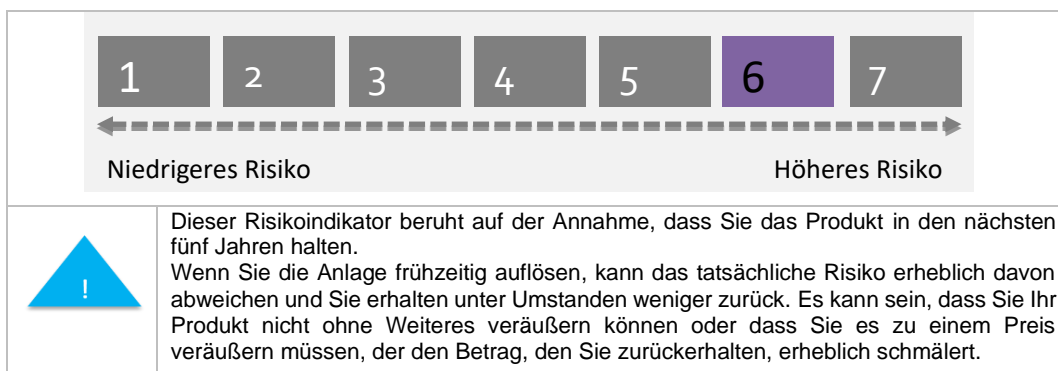 1 2 3 4 5 6 7
Niedrigeres Risiko Höheres Risiko
!
Dieser Risikoindikator beruht auf der Annahme, dass Sie das Produkt in den nächsten
fünf Jahren halten.
Wenn Sie die Anlage frühzeitig auflösen, kann das tatsächliche Risiko erheblich davon
abweichen und Sie erhalten unter Umstanden weniger zurück. Es kann sein, dass Sie Ihr
Produkt nicht ohne Weiteres veräußern können oder dass Sie es zu einem Preis
veräußern müssen, der den Betrag, den Sie zurückerhalten, erheblich schmälert.